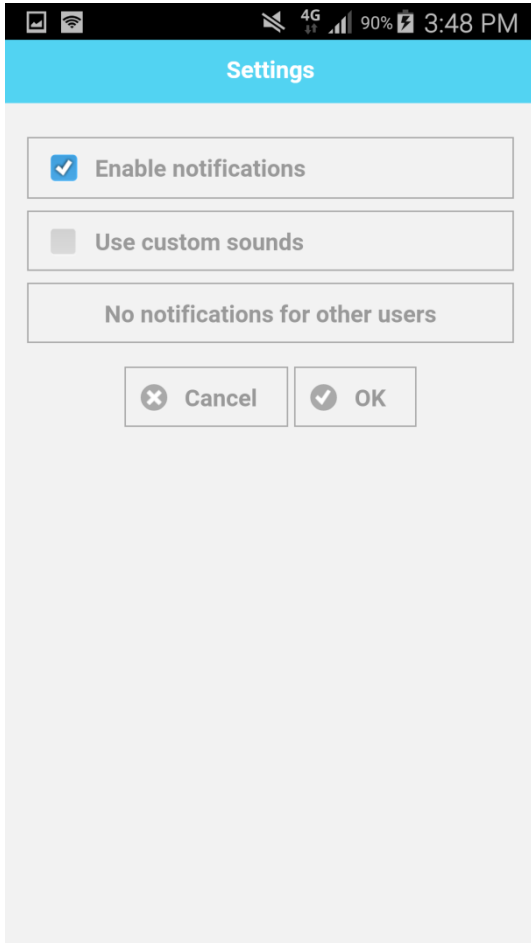 4G 90% 3:48 PM
Settings
Enable notifications
Use custom sounds
No notifications for other users
Cancel OK